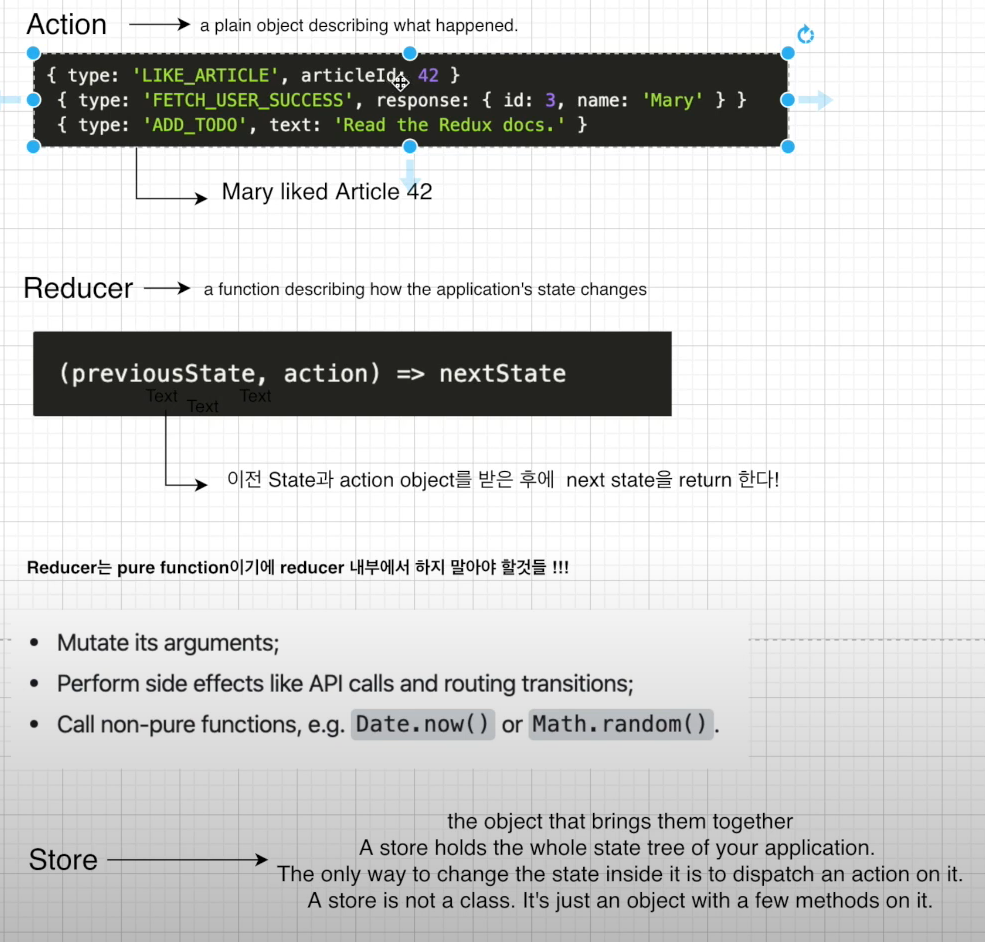 Action
a plain object describing what happened.
{ type: 'LIKE_ARTICLE', articleId: 42 }
{ type: 'FETCH_USER_SUCCESS', response: { id: 3, name: 'Mary' } }
{ type: 'ADD_TODO', text: 'Read the Redux docs.' }
Mary liked Article 42
Reducer
a function describing how the application's state changes
(previousState, action) => nextState
Text
Text
Text
이전 State과 action object를 받은 후에 next state을 return 한다!
Reducer는 pure function이기에 reducer 내부에서 하지 말아야 할것들 !!!
• Mutate its arguments;
• Perform side effects like API calls and routing transitions;
• Call non-pure functions, e.g. Date.now() or Math.random().
Store
the object that brings them together
A store holds the whole state tree of your application.
The only way to change the state inside it is to dispatch an action on it.
A store is not a class. It's just an object with a few methods on it.